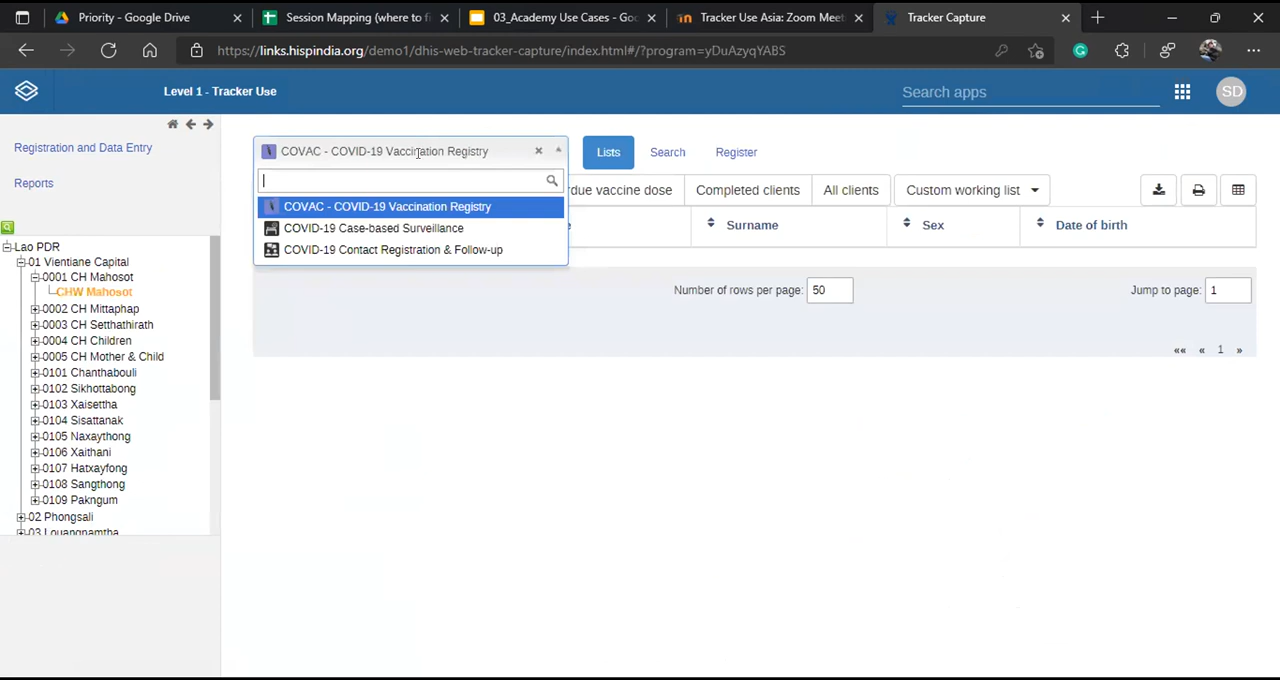 Priority - Google Drive
Session Mapping (where to fi
03_Academy Use Cases - Goo
Tracker Use Asia: Zoom Meet
Tracker Capture
https://links.hispindia.org/demo1/dhis-web-tracker-capture/index.html#/?program=yDuAzyqYABS
Level 1 - Tracker Use
Search apps
SD
Registration and Data Entry
Reports
Lao PDR
01 Vientiane Capital
0001 CH Mahosot
CHW Mahosot
0002 CH Mittaphap
0003 CH Setthathirath
0004 CH Children
0005 CH Mother & Child
0101 Chanthabouli
0102 Sikhottabong
0103 Xaisettha
0104 Sisattanak
0105 Naxaythong
0106 Xaithani
0107 Hatxayfong
0108 Sangthong
0109 Pakngum
02 Phongsali
03 Louangnamtha
COVAC - COVID-19 Vaccination Registry
COVAC - COVID-19 Vaccination Registry
COVID-19 Case-based Surveillance
COVID-19 Contact Registration & Follow-up
Lists
Search
Register
rdue vaccine dose
Completed clients
All clients
Custom working list
Surname
Sex
Date of birth
Number of rows per page: 50
Jump to page: 1
«« « 1 »